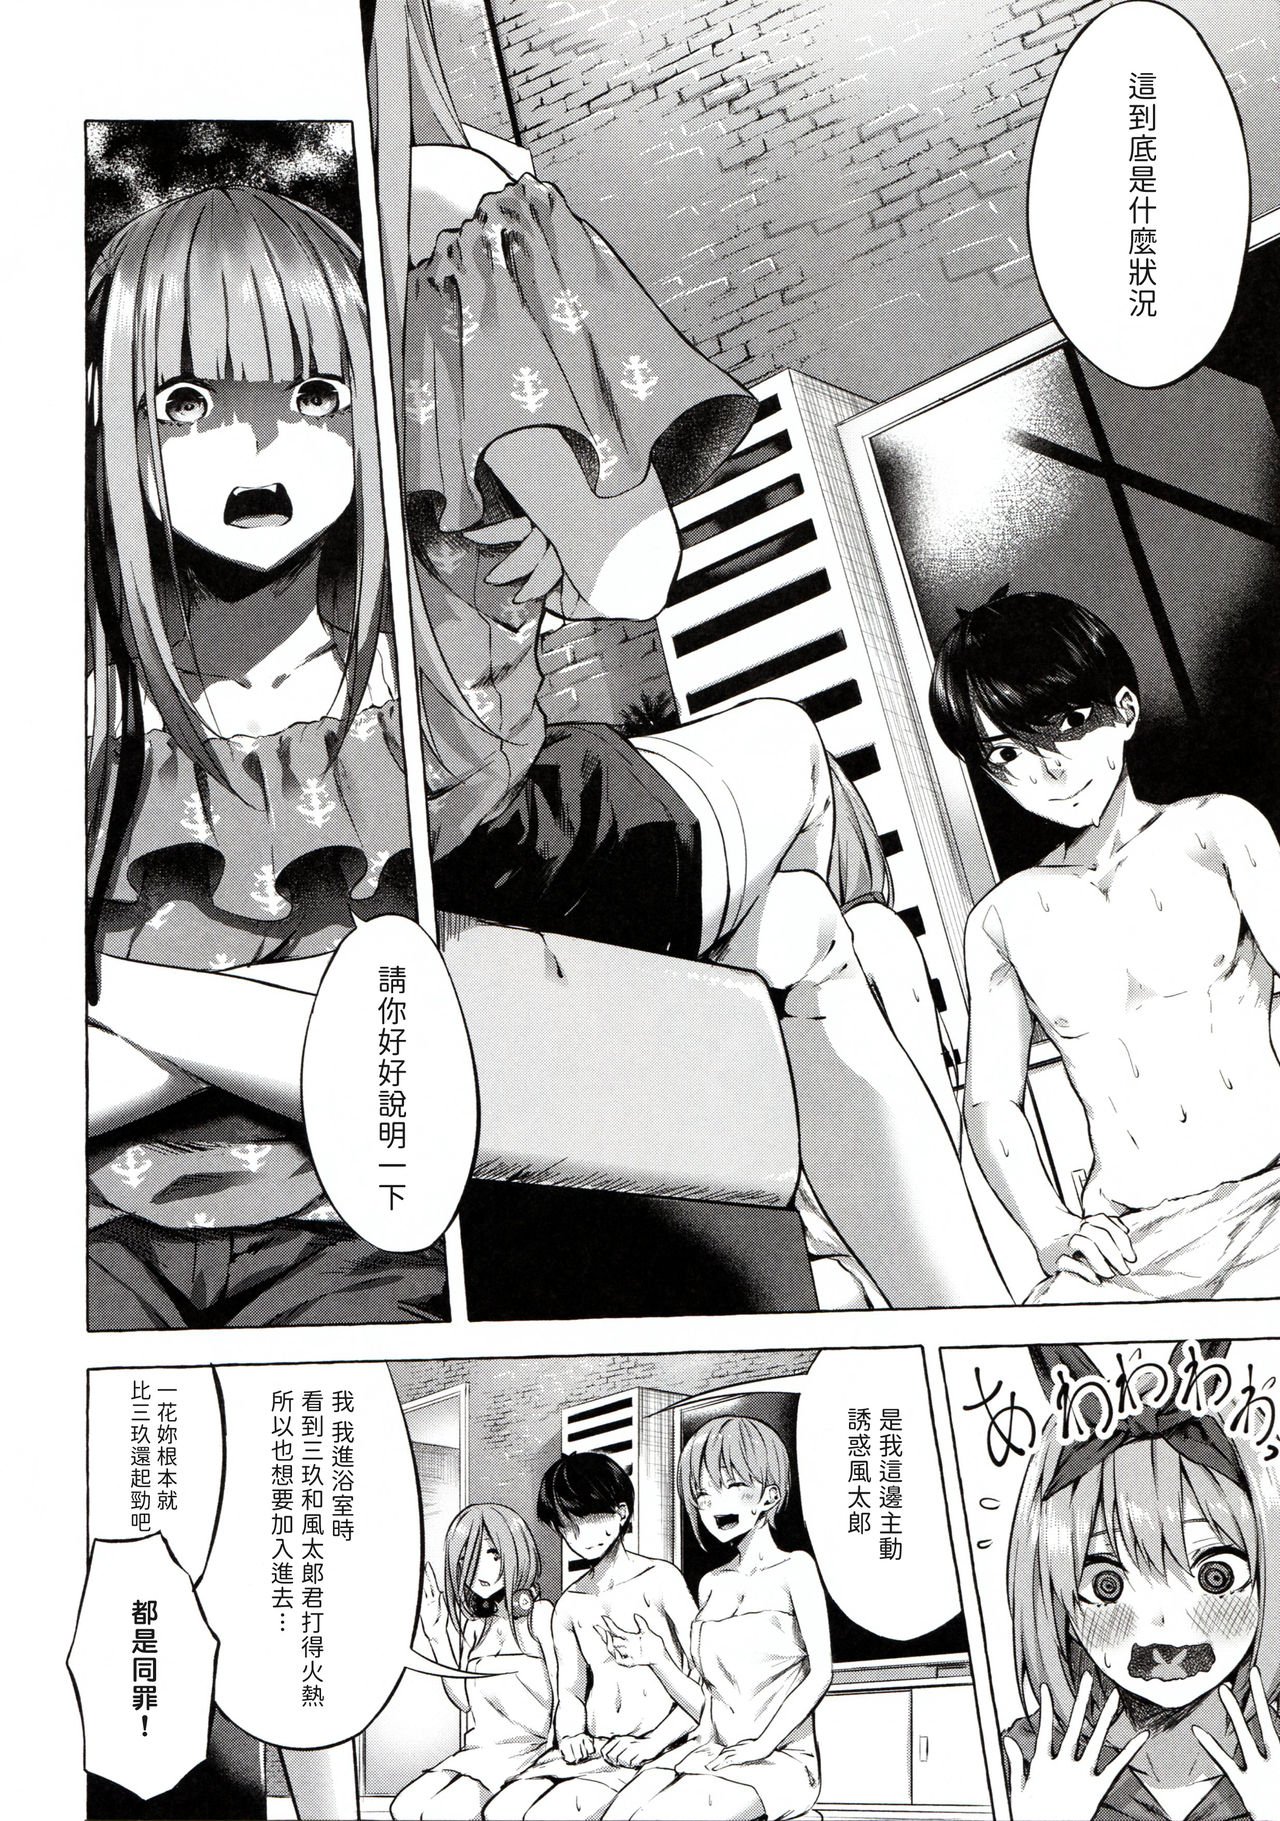 這到底是什麼狀況
請你好好說明一下
あわわわわっ
是我這邊主動
誘惑風太郎
我 我進浴室時
看到三玖和風太郎君打得火熱
所以也想要加入進去…
一花妳根本就
比三玖還起勁吧
都是同罪！